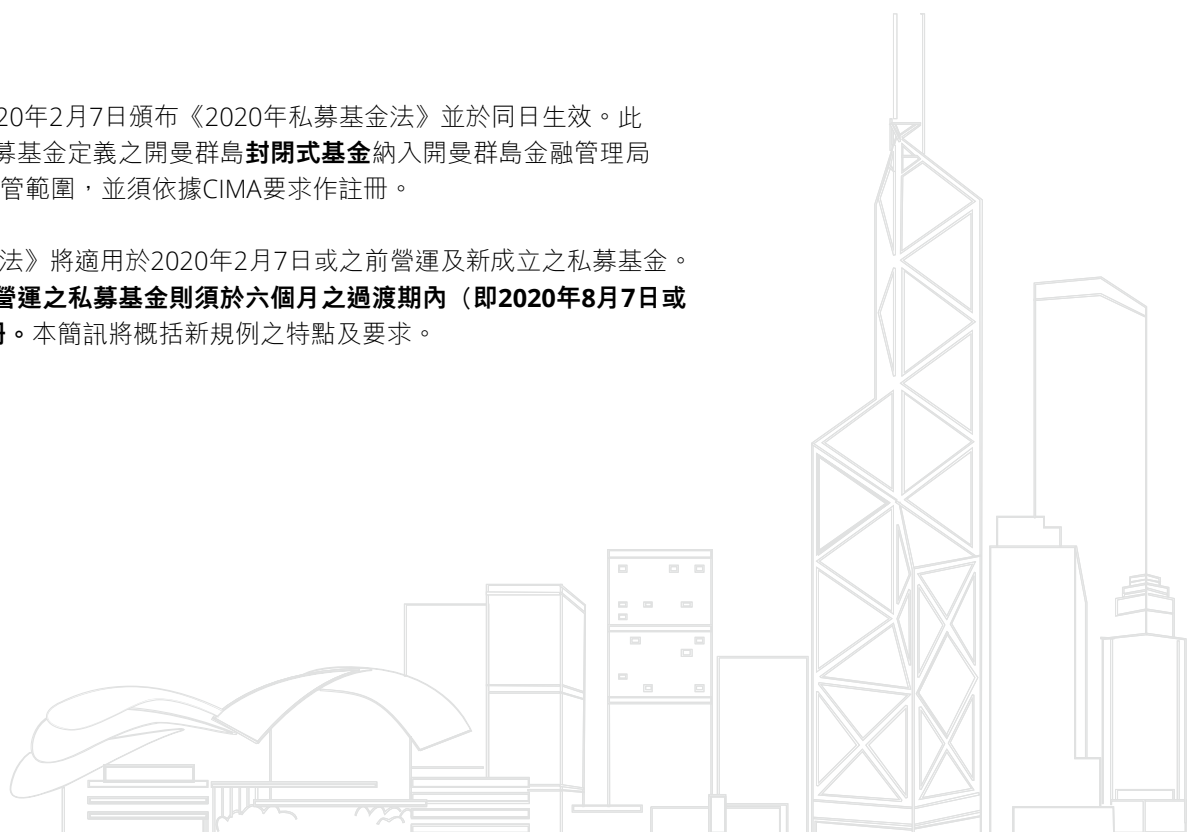 20年2月7日頒布《2020年私募基金法》並於同日生效。此
募基金定義之開曼群島封閉式基金納入開曼群島金融管理局
管範圍，並須依據CIMA要求作註冊。
法》將適用於2020年2月7日或之前營運及新成立之私募基金。
營運之私募基金則須於六個月之過渡期內（即2020年8月7日或
冊。本簡訊將概括新規例之特點及要求。